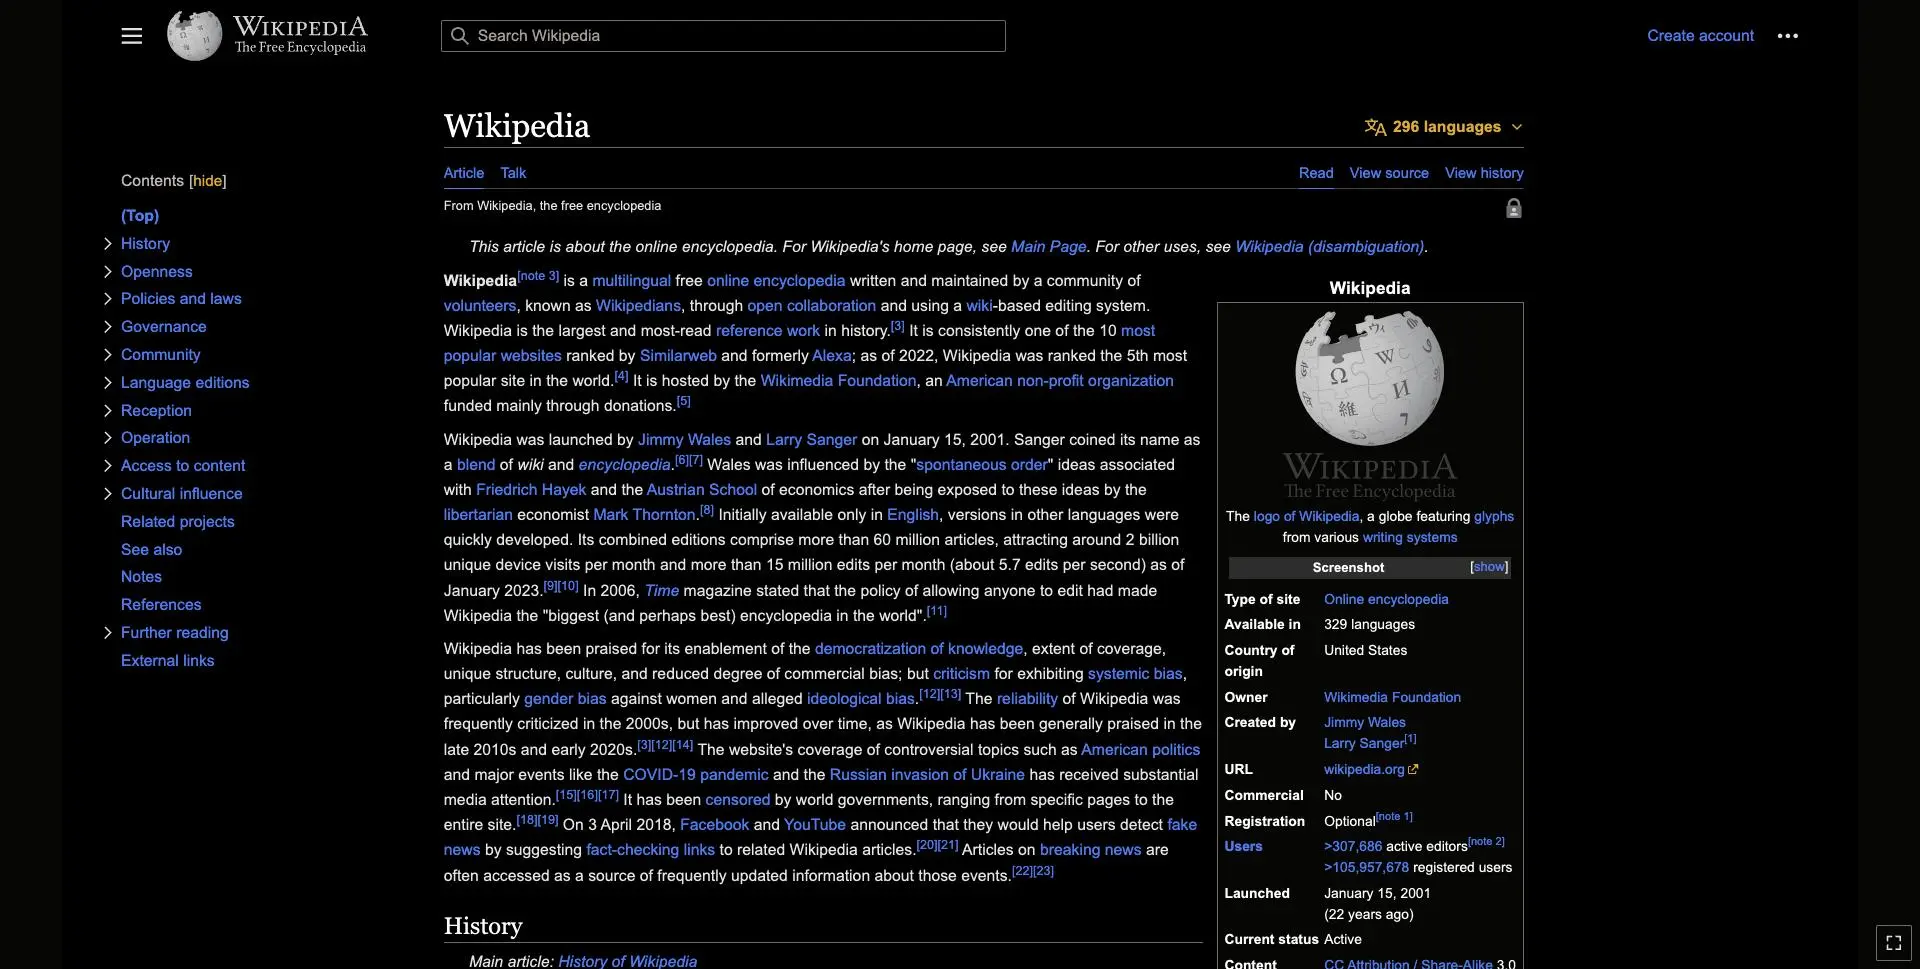 WIKIPEDIA
The Free Encyclopedia
Search Wikipedia
Create account
Contents [hide]
(Top)
History
Openness
Policies and laws
Governance
Community
Language editions
Reception
Operation
Access to content
Cultural influence
Related projects
See also
Notes
References
Further reading
External links
Wikipedia
296 languages
Article Talk
Read View source View history
From Wikipedia, the free encyclopedia
This article is about the online encyclopedia. For Wikipedia's home page, see Main Page. For other uses, see Wikipedia (disambiguation).
Wikipedia[note 3] is a multilingual free online encyclopedia written and maintained by a community of
volunteers, known as Wikipedians, through open collaboration and using a wiki-based editing system.
Wikipedia is the largest and most-read reference work in history.[3] It is consistently one of the 10 most
popular websites ranked by Similarweb and formerly Alexa; as of 2022, Wikipedia was ranked the 5th most
popular site in the world.[4] It is hosted by the Wikimedia Foundation, an American non-profit organization
funded mainly through donations.[5]
Wikipedia was launched by Jimmy Wales and Larry Sanger on January 15, 2001. Sanger coined its name as
a blend of wiki and encyclopedia.[6][7] Wales was influenced by the "spontaneous order" ideas associated
with Friedrich Hayek and the Austrian School of economics after being exposed to these ideas by the
libertarian economist Mark Thornton.[8] Initially available only in English, versions in other languages were
quickly developed. Its combined editions comprise more than 60 million articles, attracting around 2 billion
unique device visits per month and more than 15 million edits per month (about 5.7 edits per second) as of
January 2023.[9][10] In 2006, Time magazine stated that the policy of allowing anyone to edit had made
Wikipedia the "biggest (and perhaps best) encyclopedia in the world".[11]
Wikipedia has been praised for its enablement of the democratization of knowledge, extent of coverage,
unique structure, culture, and reduced degree of commercial bias; but criticism for exhibiting systemic bias,
particularly gender bias against women and alleged ideological bias.[12][13] The reliability of Wikipedia was
frequently criticized in the 2000s, but has improved over time, as Wikipedia has been generally praised in the
late 2010s and early 2020s.[3][12][14] The website's coverage of controversial topics such as American politics
and major events like the COVID-19 pandemic and the Russian invasion of Ukraine has received substantial
media attention.[15][16][17] It has been censored by world governments, ranging from specific pages to the
entire site.[18][19] On 3 April 2018, Facebook and YouTube announced that they would help users detect fake
news by suggesting fact-checking links to related Wikipedia articles.[20][21] Articles on breaking news are
often accessed as a source of frequently updated information about those events.[22][23]
History
Main article: History of Wikipedia
Wikipedia
Ω W И 維 7
WIKIPEDIA
The Free Encyclopedia
The logo of Wikipedia, a globe featuring glyphs
from various writing systems
Screenshot [show]
Type of site Online encyclopedia
Available in 329 languages
Country of origin United States
Owner Wikimedia Foundation
Created by Jimmy Wales
Larry Sanger[1]
URL wikipedia.org
Commercial No
Registration Optional[note 1]
Users >307,686 active editors[note 2]
>105,957,678 registered users
Launched January 15, 2001
(22 years ago)
Current status Active
Content CC Attribution / Share-Alike 3.0